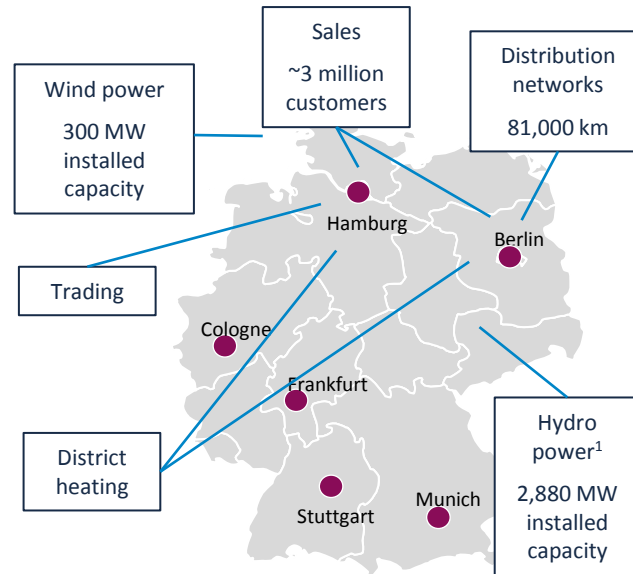 Sales
~3 million
customers
Distribution
networks
81,000 km
Wind power
300 MW
installed
capacity
Hamburg
Berlin
Trading
Cologne
Frankfurt
District
heating
Hydro
power¹
2,880 MW
installed
capacity
Stuttgart
Munich